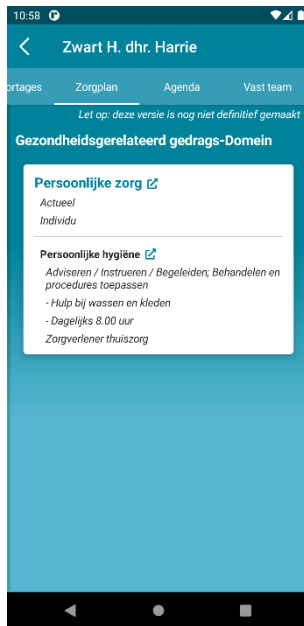 10:58
Zwart H. dhr. Harrie
ortages Zorgplan Agenda Vast team
Let op: deze versie is nog niet definitief gemaakt
Gezondheidsgerelateerd gedrags-Domein
Persoonlijke zorg
Actueel
Individu
Persoonlijke hygiëne
Adviseren / Instrueren / Begeleiden; Behandelen en
procedures toepassen
- Hulp bij wassen en kleden
- Dagelijks 8.00 uur
Zorgverlener thuiszorg